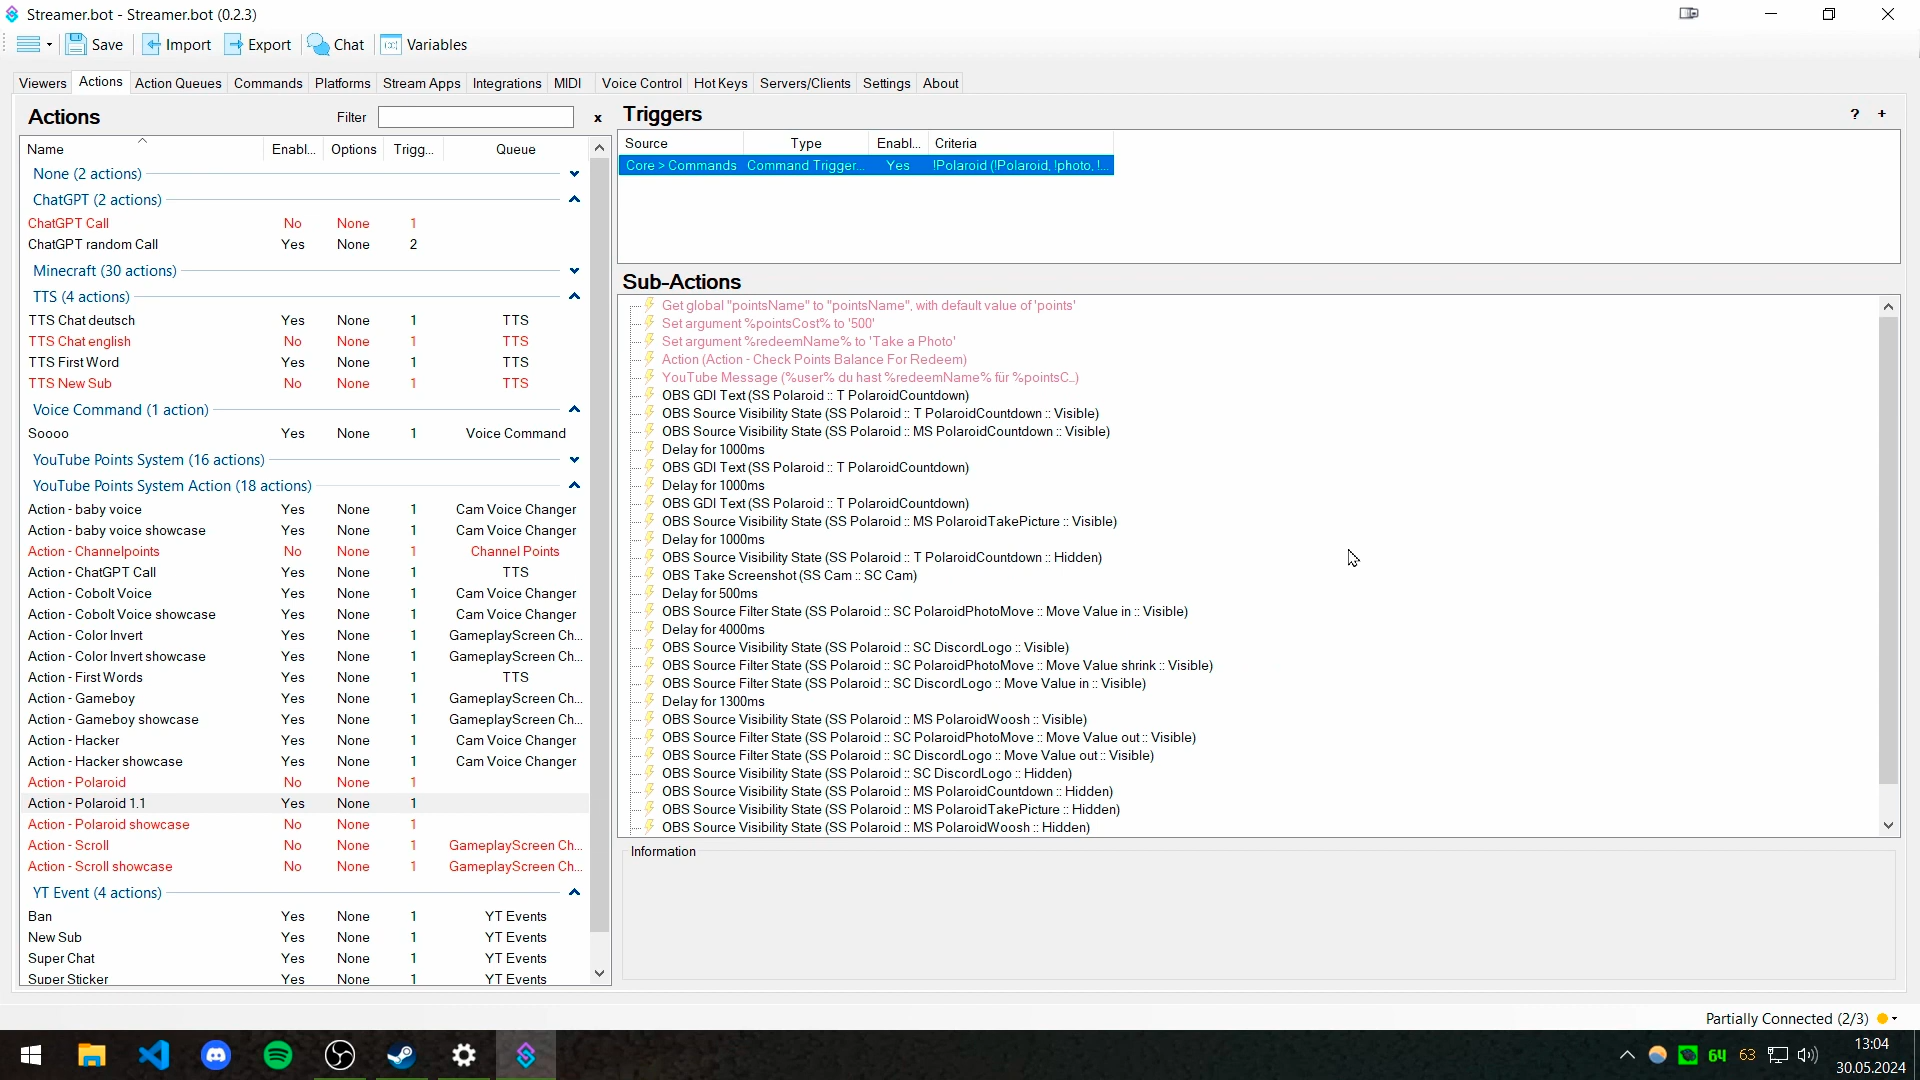 Streamer.bot - Streamer.bot (0.2.3)
Save Import Export Chat Variables
Viewers Actions Action Queues Commands Platforms Stream Apps Integrations MIDI Voice Control Hot Keys Servers/Clients Settings About
Actions Filter x
Name Enabl... Options Trigg... Queue
None (2 actions)
ChatGPT (2 actions)
ChatGPT Call No None 1
ChatGPT random Call Yes None 2
Minecraft (30 actions)
TTS (4 actions)
TTS Chat deutsch Yes None 1 TTS
TTS Chat english No None 1 TTS
TTS First Word Yes None 1 TTS
TTS New Sub No None 1 TTS
Voice Command (1 action)
Soooo Yes None 1 Voice Command
YouTube Points System (16 actions)
YouTube Points System Action (18 actions)
Action - baby voice Yes None 1 Cam Voice Changer
Action - baby voice showcase Yes None 1 Cam Voice Changer
Action - Channelpoints No None 1 Channel Points
Action - ChatGPT Call Yes None 1 TTS
Action - Cobolt Voice Yes None 1 Cam Voice Changer
Action - Cobolt Voice showcase Yes None 1 Cam Voice Changer
Action - Color Invert Yes None 1 GameplayScreen Ch...
Action - Color Invert showcase Yes None 1 GameplayScreen Ch...
Action - First Words Yes None 1 TTS
Action - Gameboy Yes None 1 GameplayScreen Ch...
Action - Gameboy showcase Yes None 1 GameplayScreen Ch...
Action - Hacker Yes None 1 Cam Voice Changer
Action - Hacker showcase Yes None 1 Cam Voice Changer
Action - Polaroid No None 1
Action - Polaroid 1.1 Yes None 1
Action - Polaroid showcase No None 1
Action - Scroll No None 1 GameplayScreen Ch...
Action - Scroll showcase No None 1 GameplayScreen Ch...
YT Event (4 actions)
Ban Yes None 1 YT Events
New Sub Yes None 1 YT Events
Super Chat Yes None 1 YT Events
Super Sticker Yes None 1 YT Events
Triggers ? +
Source Type Enabl... Criteria
Core > Commands Command Trigger... Yes !Polaroid (!Polaroid, !photo, !...
Sub-Actions
Get global "pointsName" to "pointsName", with default value of 'points'
Set argument %pointsCost% to '500'
Set argument %redeemName% to 'Take a Photo'
Action (Action - Check Points Balance For Redeem)
YouTube Message (%user% du hast %redeemName% für %pointsC...)
OBS GDI Text (SS Polaroid :: T PolaroidCountdown)
OBS Source Visibility State (SS Polaroid :: T PolaroidCountdown :: Visible)
OBS Source Visibility State (SS Polaroid :: MS PolaroidCountdown :: Visible)
Delay for 1000ms
OBS GDI Text (SS Polaroid :: T PolaroidCountdown)
Delay for 1000ms
OBS GDI Text (SS Polaroid :: T PolaroidCountdown)
OBS Source Visibility State (SS Polaroid :: MS PolaroidTakePicture :: Visible)
Delay for 1000ms
OBS Source Visibility State (SS Polaroid :: T PolaroidCountdown :: Hidden)
OBS Take Screenshot (SS Cam :: SC Cam)
Delay for 500ms
OBS Source Filter State (SS Polaroid :: SC PolaroidPhotoMove :: Move Value in :: Visible)
Delay for 4000ms
OBS Source Visibility State (SS Polaroid :: SC DiscordLogo :: Visible)
OBS Source Filter State (SS Polaroid :: SC PolaroidPhotoMove :: Move Value shrink :: Visible)
OBS Source Filter State (SS Polaroid :: SC DiscordLogo :: Move Value in :: Visible)
Delay for 1300ms
OBS Source Visibility State (SS Polaroid :: MS PolaroidWoosh :: Visible)
OBS Source Filter State (SS Polaroid :: SC PolaroidPhotoMove :: Move Value out :: Visible)
OBS Source Filter State (SS Polaroid :: SC DiscordLogo :: Move Value out :: Visible)
OBS Source Visibility State (SS Polaroid :: SC DiscordLogo :: Hidden)
OBS Source Visibility State (SS Polaroid :: MS PolaroidCountdown :: Hidden)
OBS Source Visibility State (SS Polaroid :: MS PolaroidTakePicture :: Hidden)
OBS Source Visibility State (SS Polaroid :: MS PolaroidWoosh :: Hidden)
Information
Partially Connected (2/3)
64 63 13:04
30.05.2024